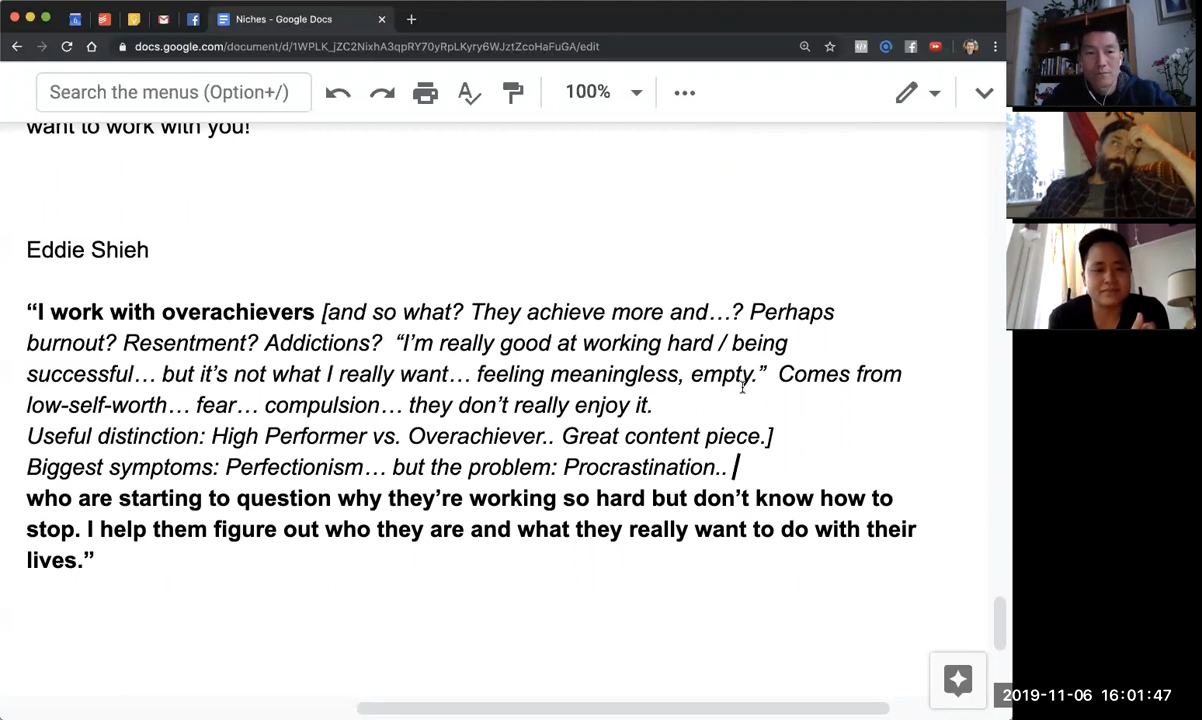 Niches - Google Docs
docs.google.com/document/d/1WPLK_jZC2NixhA3qpRY70yRpLKyry6WJztZcoHaFuGA/edit
Search the menus (Option+/)
100%
want to work with you!
Eddie Shieh
“I work with overachievers [and so what? They achieve more and…? Perhaps
burnout? Resentment? Addictions?  “I’m really good at working hard / being
successful… but it’s not what I really want… feeling meaningless, empty.”  Comes from
low-self-worth… fear… compulsion… they don’t really enjoy it.
Useful distinction: High Performer vs. Overachiever.. Great content piece.]
Biggest symptoms: Perfectionism… but the problem: Procrastination..
who are starting to question why they’re working so hard but don’t know how to
stop. I help them figure out who they are and what they really want to do with their
lives.”
2019-11-06 16:01:47